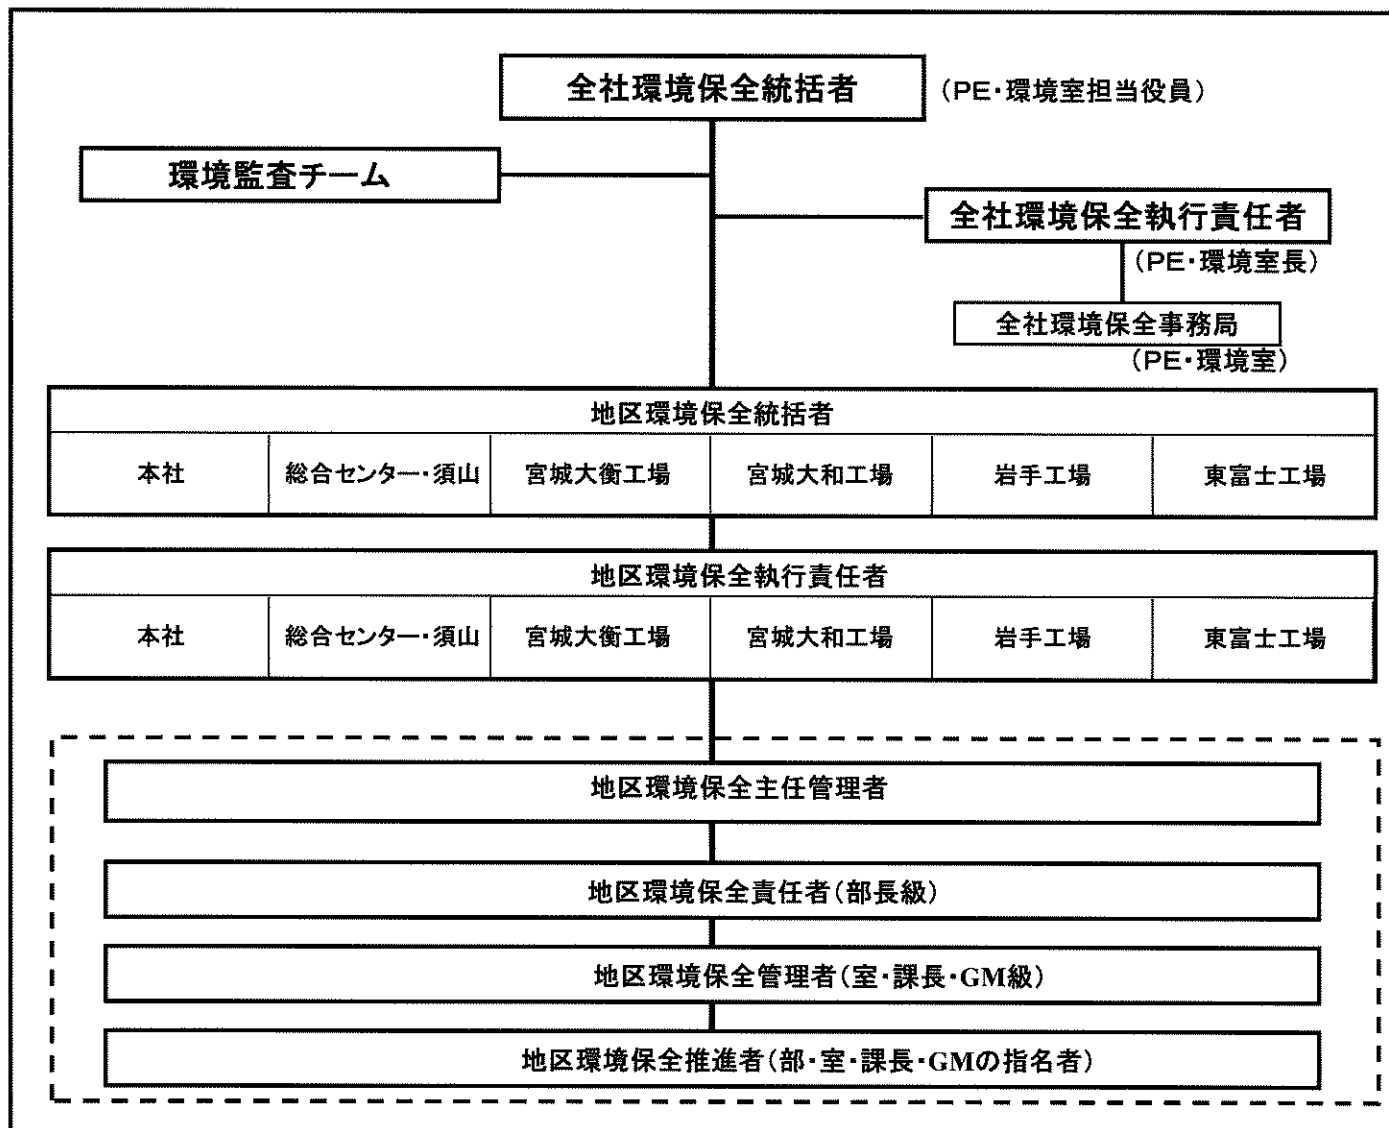 全社環境保全統括者
(PE・環境室担当役員)
環境監査チーム
全社環境保全執行責任者
(PE・環境室長)
全社環境保全事務局
(PE・環境室)
地区環境保全統括者
本社
総合センター・須山
宮城大衡工場
宮城大和工場
岩手工場
東富士工場
地区環境保全執行責任者
本社
総合センター・須山
宮城大衡工場
宮城大和工場
岩手工場
東富士工場
地区環境保全主任管理者
地区環境保全責任者(部長級)
地区環境保全管理者(室・課長・GM級)
地区環境保全推進者(部・室・課長・GMの指名者)